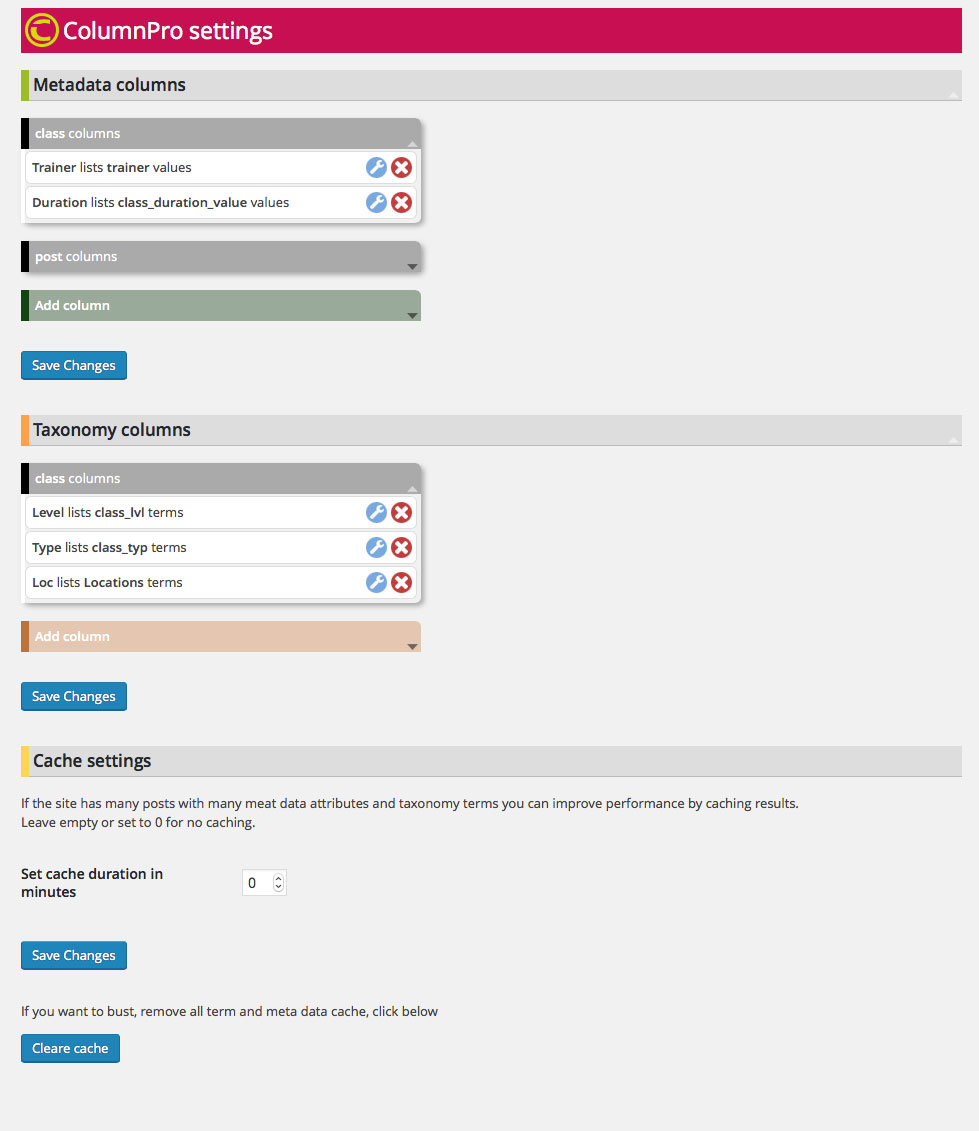 ColumnPro settings
Metadata columns
class columns
Trainer lists trainer values
Duration lists class_duration_value values
post columns
Add column
Save Changes
Taxonomy columns
class columns
Level lists class_lvl terms
Type lists class_typ terms
Loc lists Locations terms
Add column
Save Changes
Cache settings
If the site has many posts with many meat data attributes and taxonomy terms you can improve performance by caching results.
Leave empty or set to 0 for no caching.
Set cache duration in
minutes
0
Save Changes
If you want to bust, remove all term and meta data cache, click below
Cleare cache